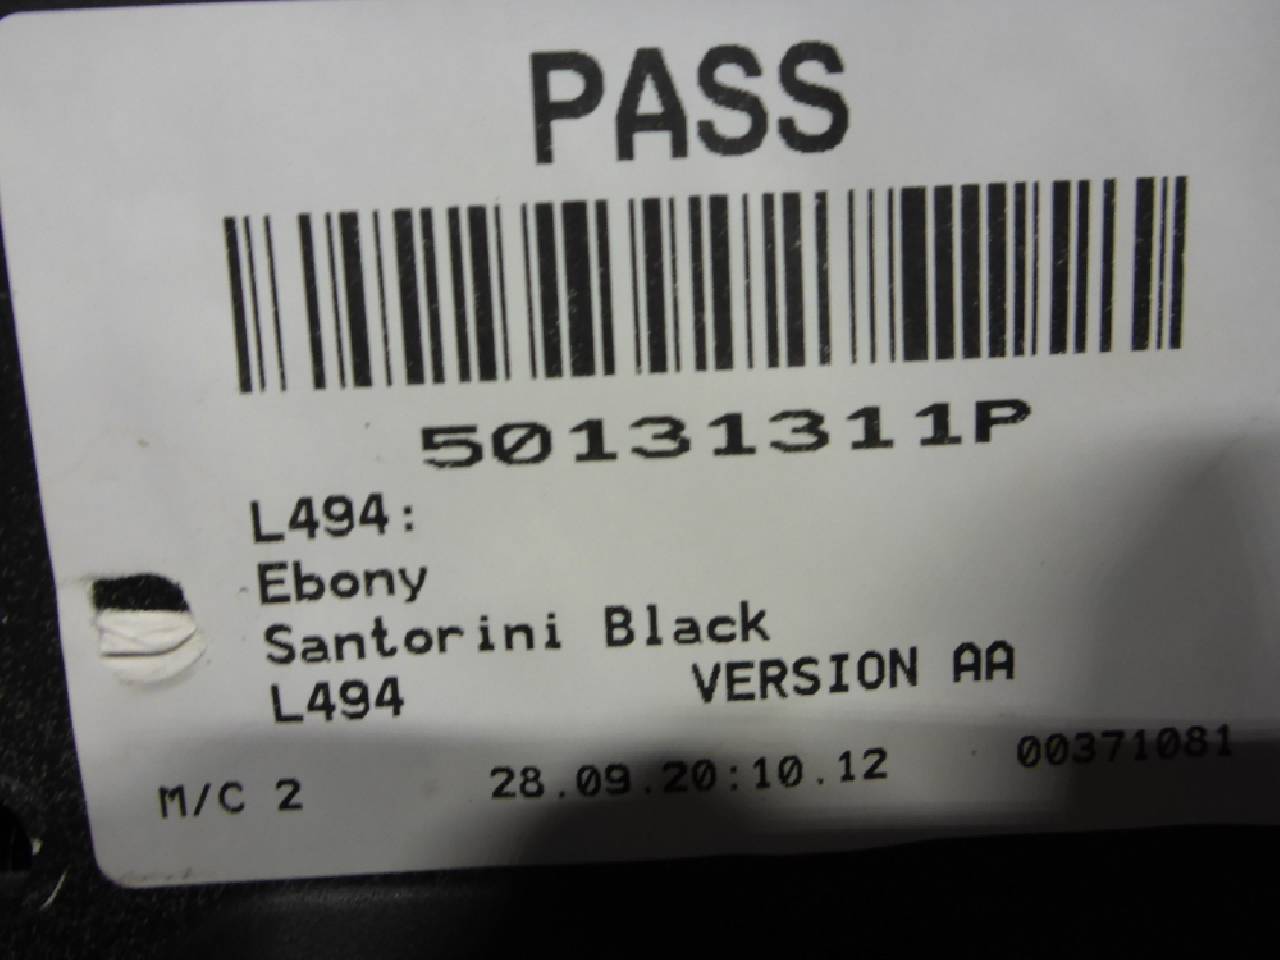 PASS
50131311P
L494:
Ebony
Santorini Black
L494 VERSION AA
M/C 2 28.09.20:10.12 00371081